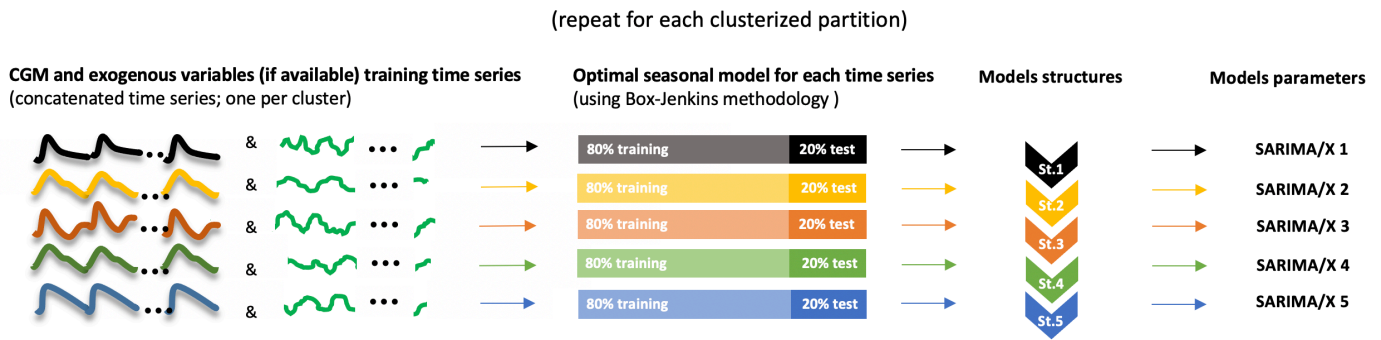 (repeat for each clusterized partition)
CGM and exogenous variables (if available) training time series
(concatenated time series; one per cluster)
Optimal seasonal model for each time series
(using Box-Jenkins methodology )
Models structures
Models parameters
& 80% training 20% test St.1 SARIMA/X 1
& 80% training 20% test St.2 SARIMA/X 2
& 80% training 20% test St.3 SARIMA/X 3
& 80% training 20% test St.4 SARIMA/X 4
& 80% training 20% test St.5 SARIMA/X 5